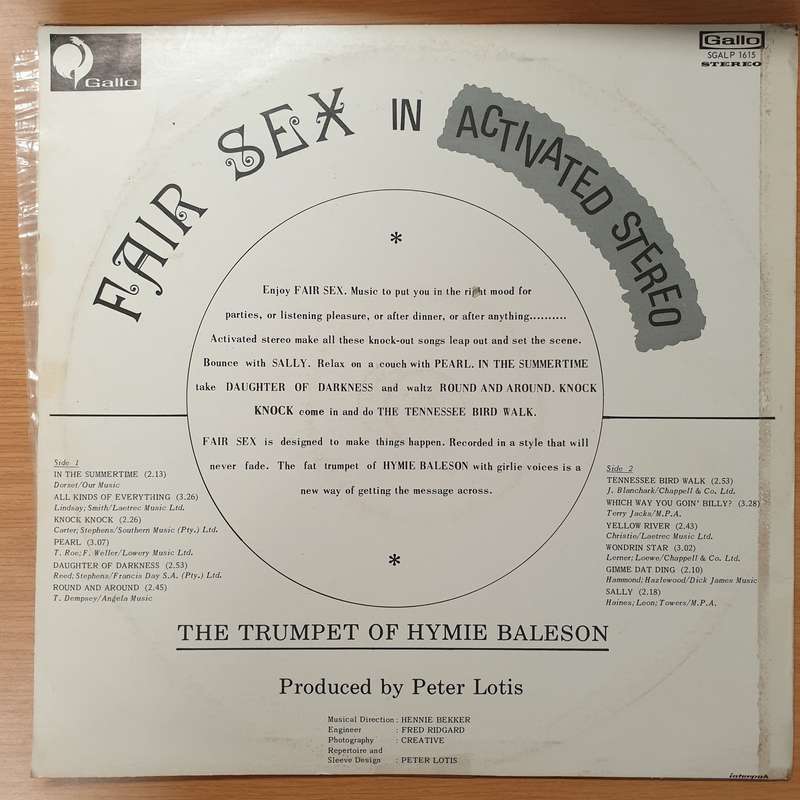 Gallo
Gallo
SGALP 1615
STEREO
FAIR SEX IN ACTIVATED STEREO
*
Enjoy FAIR SEX. Music to put you in the right mood for
parties, or listening pleasure, or after dinner, or after anything..........
Activated stereo make all these knock-out songs leap out and set the scene.
Bounce with SALLY. Relax on a couch with PEARL. IN THE SUMMERTIME
take DAUGHTER OF DARKNESS and waltz ROUND AND AROUND. KNOCK
KNOCK come in and do THE TENNESSEE BIRD WALK.
FAIR SEX is designed to make things happen. Recorded in a style that will
never fade. The fat trumpet of HYMIE BALESON with girlie voices is a
new way of getting the message across.
*
Side 1
IN THE SUMMERTIME (2.13)
Dorset/Our Music
ALL KINDS OF EVERYTHING (3.26)
Lindsay; Smith/Laetrec Music Ltd.
KNOCK KNOCK (2.26)
Carter; Stephens/Southern Music (Pty.) Ltd.
PEARL (3.07)
T. Roe; F. Weller/Lowery Music Ltd.
DAUGHTER OF DARKNESS (2.53)
Reed; Stephens/Francis Day S.A. (Pty.) Ltd.
ROUND AND AROUND (2.45)
T. Dempsey/Angela Music
Side 2
TENNESSEE BIRD WALK (2.53)
J. Blanchark/Chappell & Co. Ltd.
WHICH WAY YOU GOIN' BILLY? (3.28)
Terry Jacks/M.P.A.
YELLOW RIVER (2.43)
Christie/Laetrec Music Ltd.
WONDRIN STAR (3.02)
Lerner; Loewe/Chappell & Co. Ltd.
GIMME DAT DING (2.10)
Hammond; Hazlewood/Dick James Music
SALLY (2.18)
Haines; Leon; Towers/M.P.A.
THE TRUMPET OF HYMIE BALESON
Produced by Peter Lotis
Musical Direction : HENNIE BEKKER
Engineer : FRED RIDGARD
Photography : CREATIVE
Repertoire and
Sleeve Design : PETER LOTIS
interpak